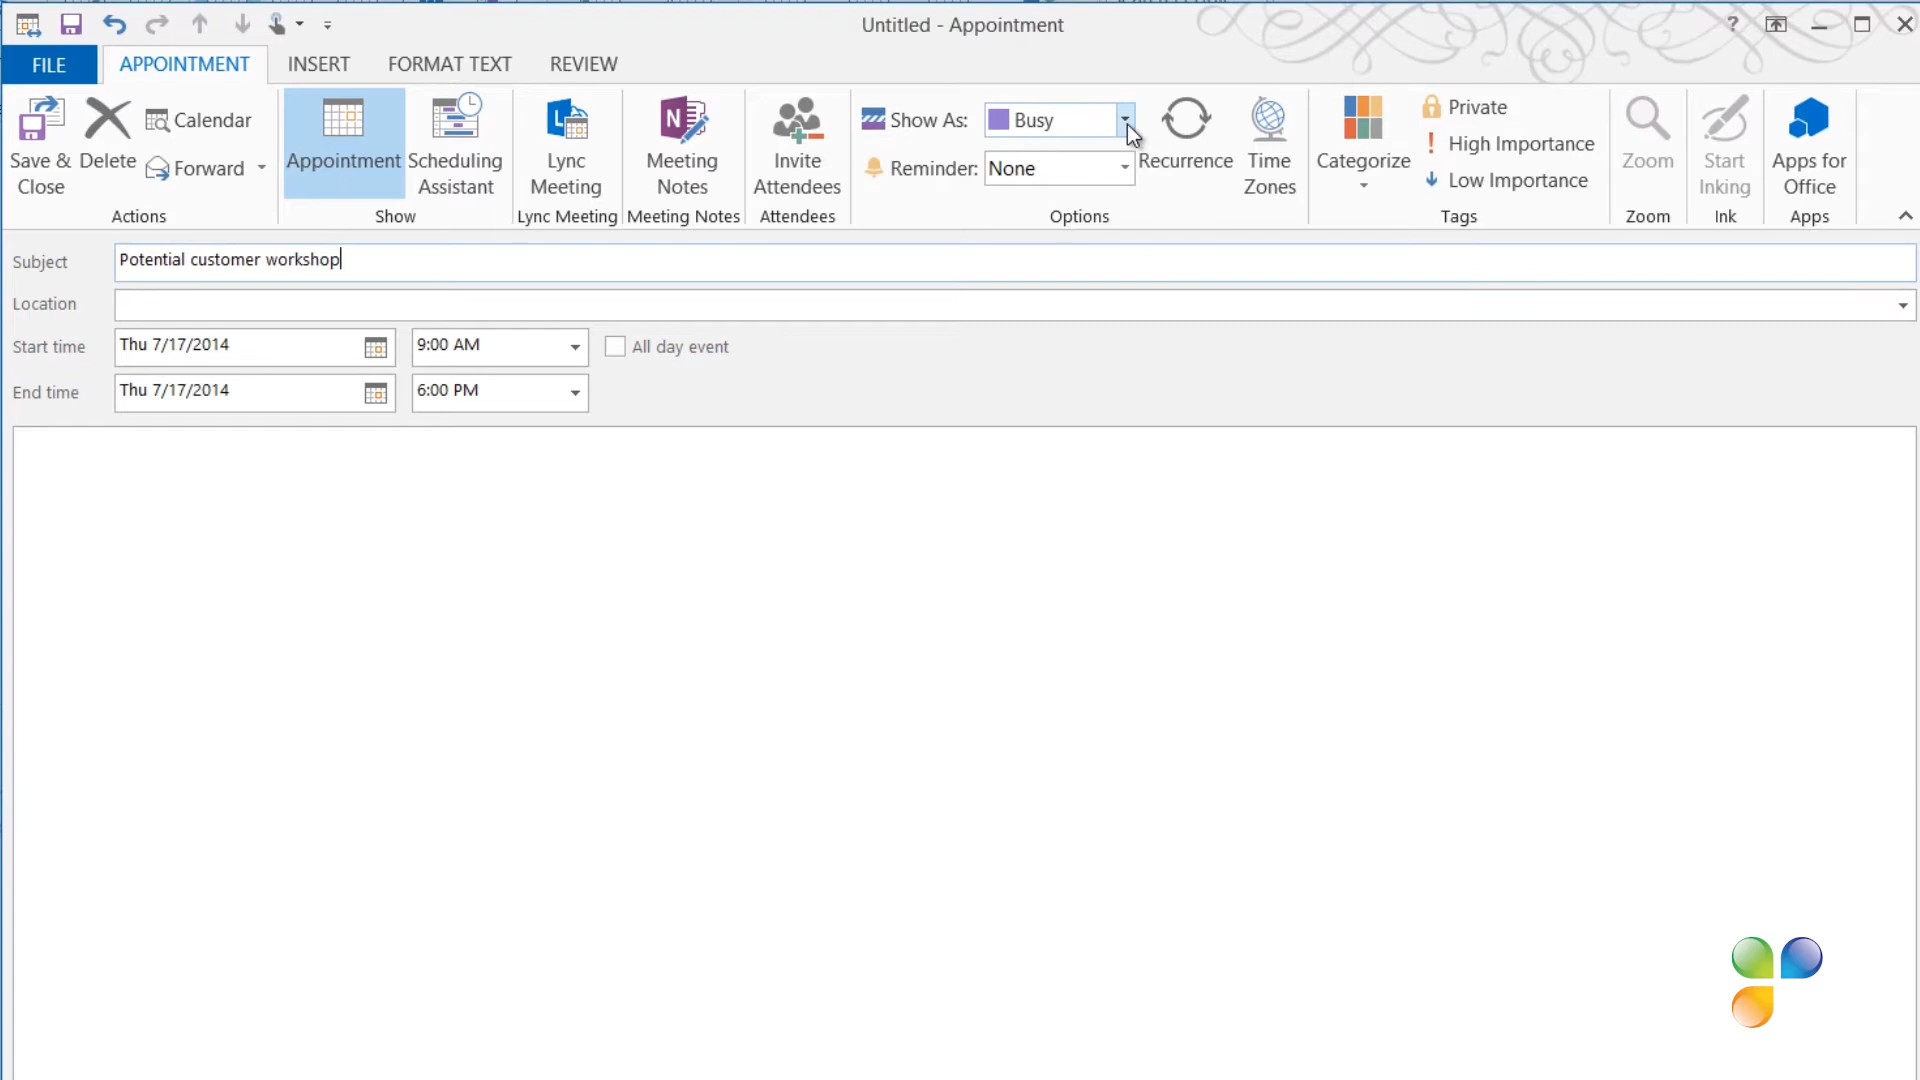 Untitled - Appointment
?
FILE APPOINTMENT INSERT FORMAT TEXT REVIEW
Save & Close
Delete
Calendar
Forward
Actions
Appointment
Scheduling Assistant
Show
Lync Meeting
Lync Meeting
Meeting Notes
Meeting Notes
Invite Attendees
Attendees
Show As: Busy
Reminder: None
Recurrence
Time Zones
Options
Categorize
Private
High Importance
Low Importance
Tags
Zoom
Zoom
Start Inking
Ink
Apps for Office
Apps
Subject Potential customer workshop
Location
Start time Thu 7/17/2014 9:00 AM All day event
End time Thu 7/17/2014 6:00 PM